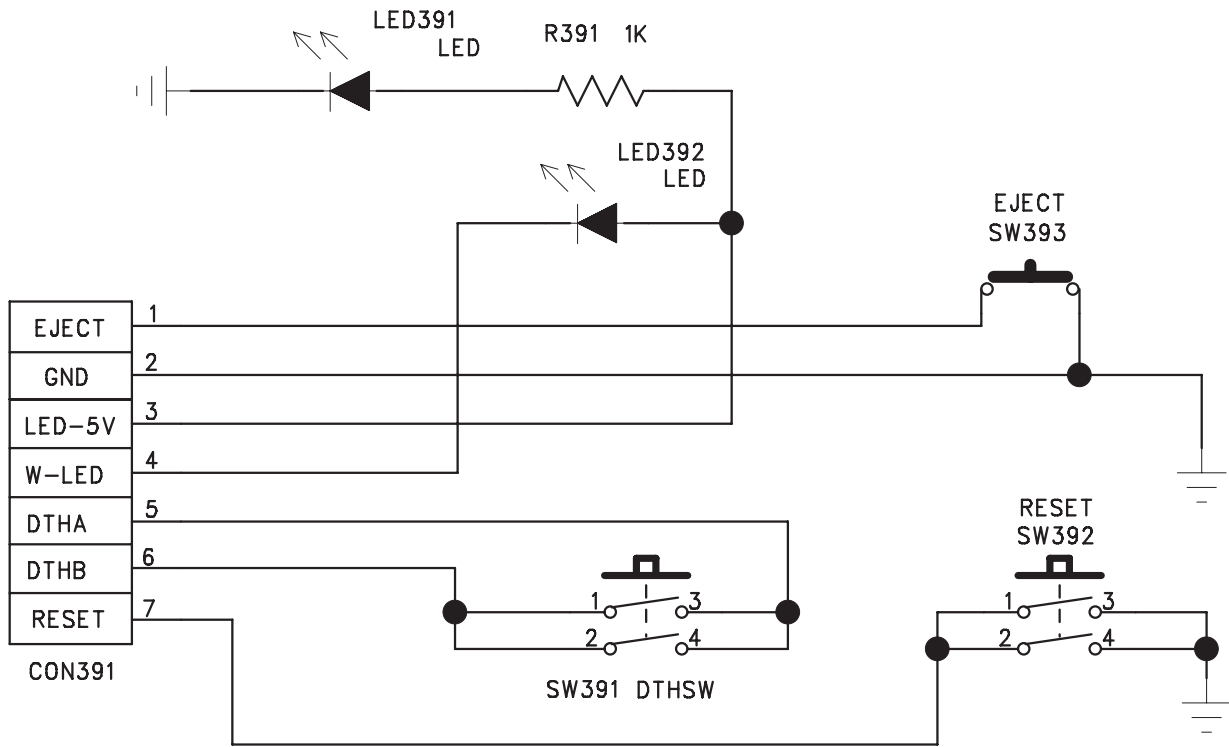 LED391
LED
R391 1K
LED392
LED
EJECT
SW393
EJECT 1
GND 2
LED-5V 3
W-LED 4
DTHA 5
DTHB 6
RESET 7
CON391
1 3
2 4
SW391 DTHSW
RESET
SW392
1 3
2 4